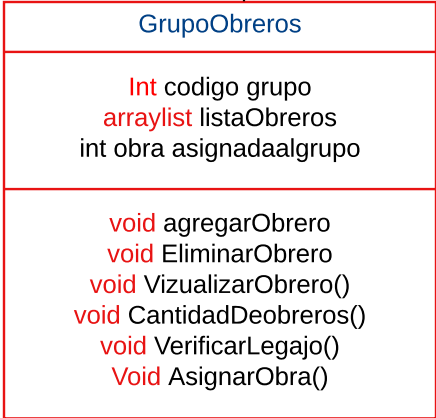 GrupoObreros
Int codigo grupo
arraylist listaObreros
int obra asignadaalgrupo
void agregarObrero
void EliminarObrero
void VizualizarObrero()
void CantidadDeobreros()
void VerificarLegajo()
Void AsignarObra()